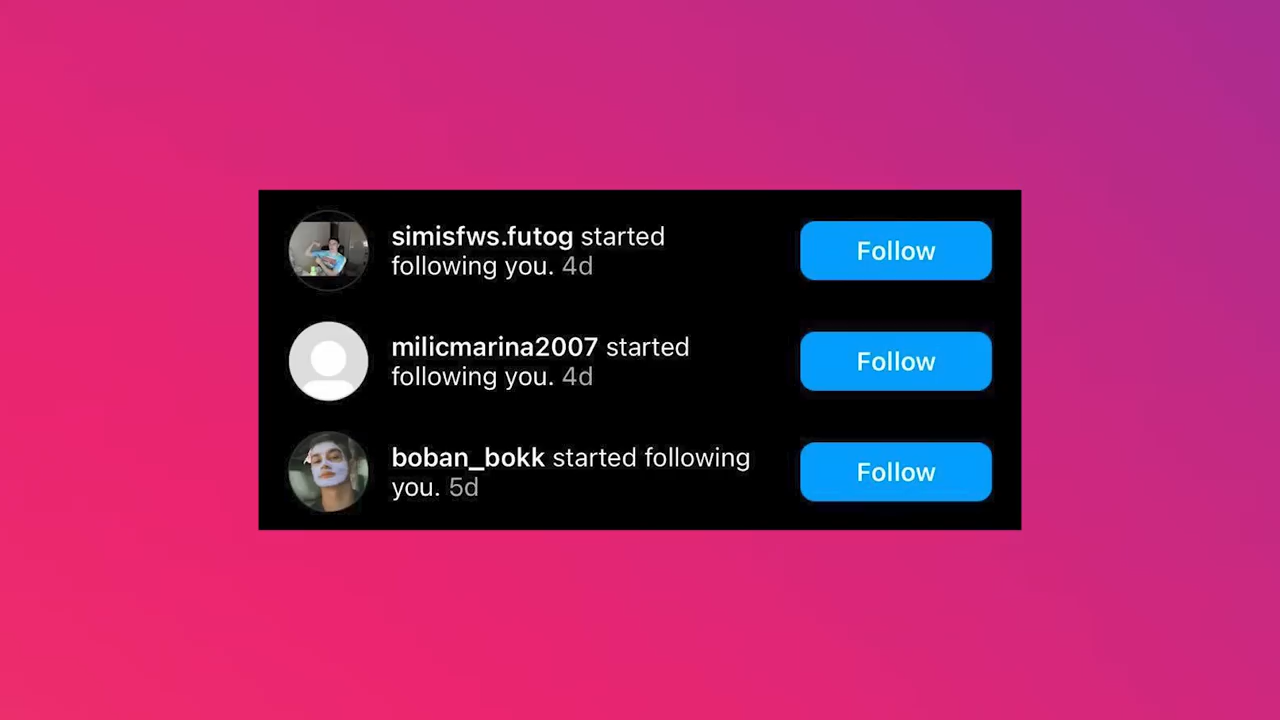 simisfws.futog started
following you. 4d
Follow
milicmarina2007 started
following you. 4d
Follow
boban_bokk started following
you. 5d
Follow